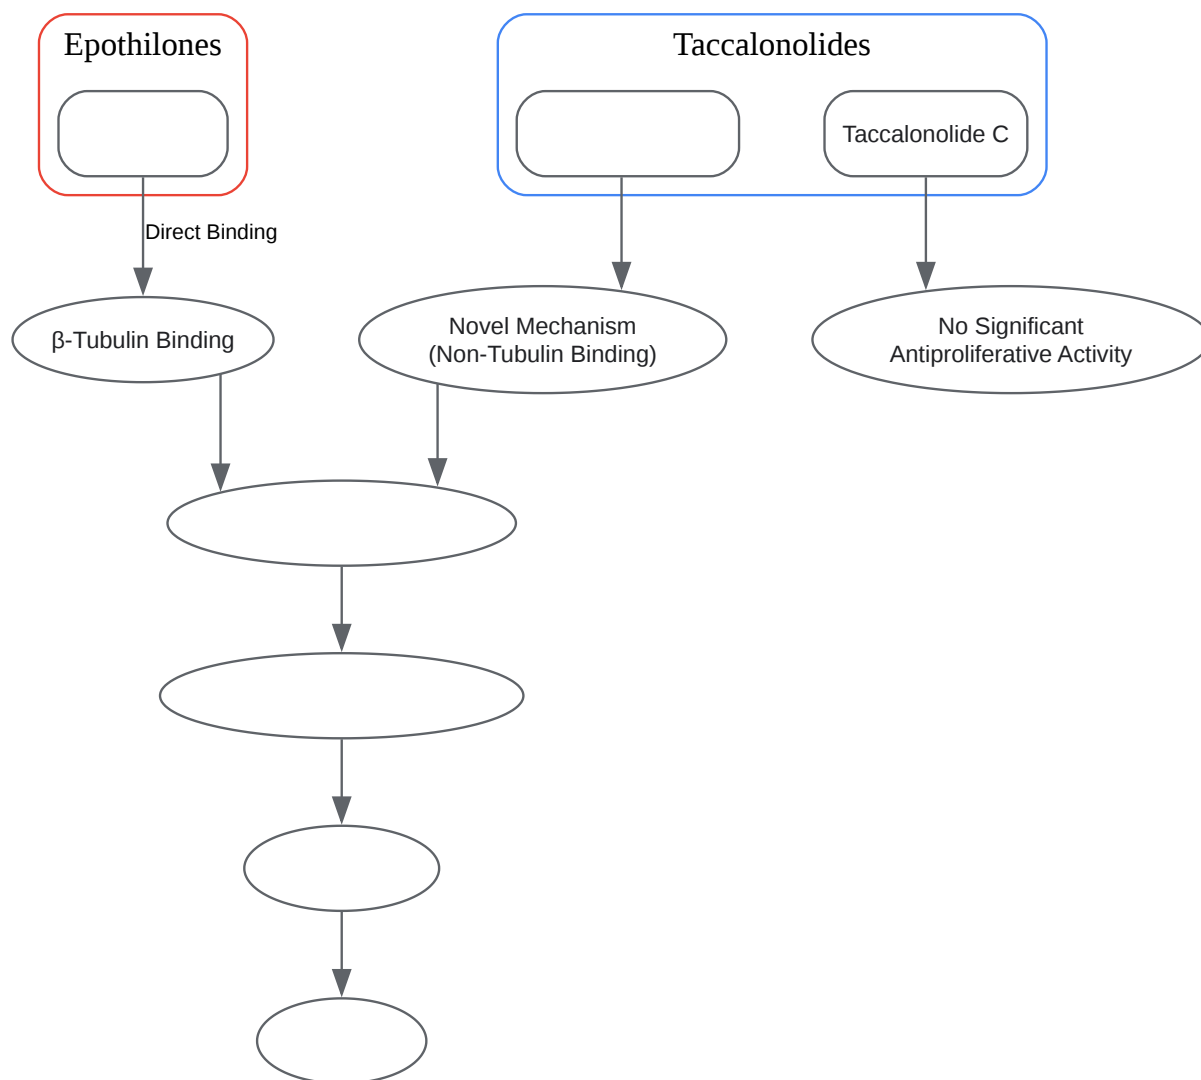 Epothilones
Taccalonolides
Taccalonolide C
Direct Binding
β-Tubulin Binding
Novel Mechanism
(Non-Tubulin Binding)
No Significant
Antiproliferative Activity